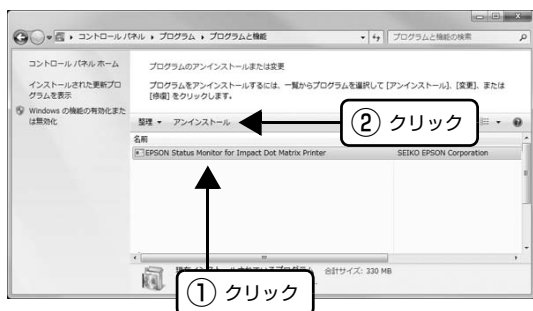 コントロール パネル ▸ プログラム ▸ プログラムと機能
プログラムと機能の検索
コントロール パネル ホーム
インストールされた更新プロ
グラムを表示
Windows の機能の有効化また
は無効化
プログラムのアンインストールまたは変更
プログラムをアンインストールするには、一覧からプログラムを選択して [アンインストール]、[変更]、または
[修復] をクリックします。
整理 ▾ アンインストール
② クリック
名前
EPSON Status Monitor for Impact Dot Matrix Printer SEIKO EPSON Corporation
合計サイズ: 330 MB
① クリック